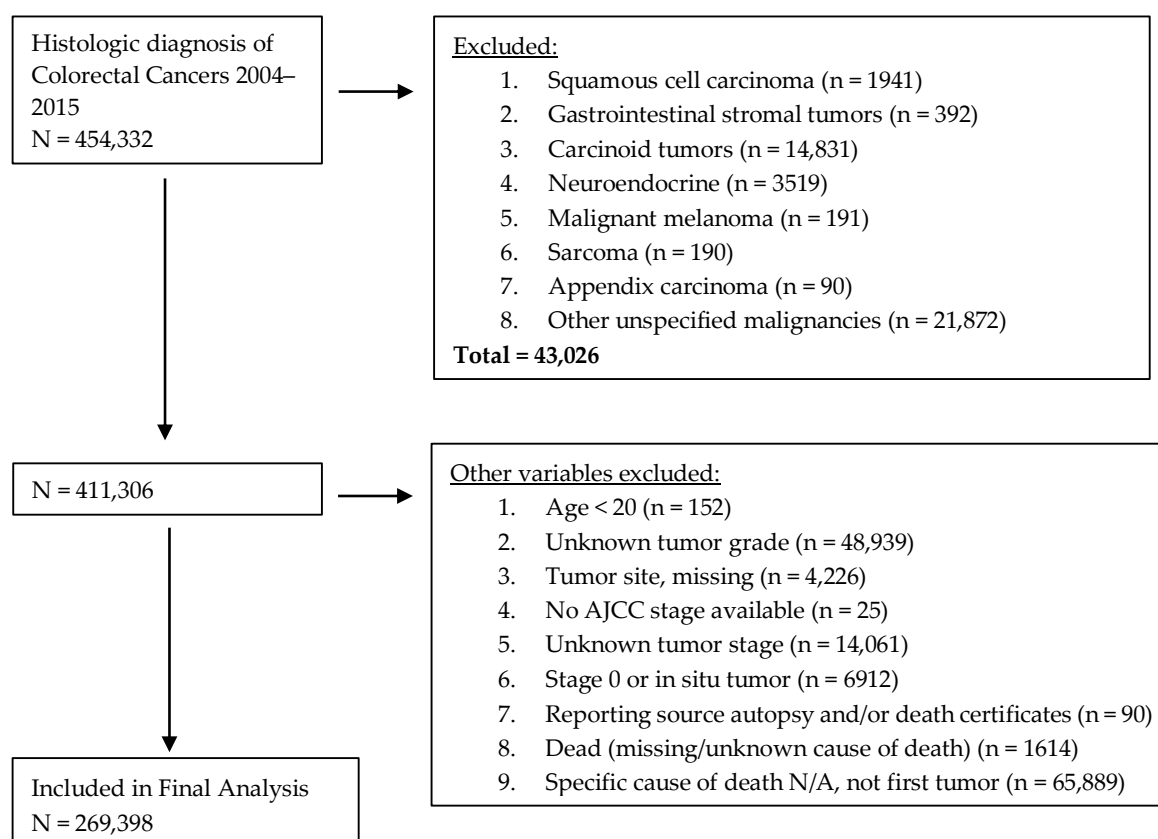 Histologic diagnosis of
Colorectal Cancers 2004–
2015
N = 454,332
Excluded:
1. Squamous cell carcinoma (n = 1941)
2. Gastrointestinal stromal tumors (n = 392)
3. Carcinoid tumors (n = 14,831)
4. Neuroendocrine (n = 3519)
5. Malignant melanoma (n = 191)
6. Sarcoma (n = 190)
7. Appendix carcinoma (n = 90)
8. Other unspecified malignancies (n = 21,872)
Total = 43,026
N = 411,306
Other variables excluded:
1. Age < 20 (n = 152)
2. Unknown tumor grade (n = 48,939)
3. Tumor site, missing (n = 4,226)
4. No AJCC stage available (n = 25)
5. Unknown tumor stage (n = 14,061)
6. Stage 0 or in situ tumor (n = 6912)
7. Reporting source autopsy and/or death certificates (n = 90)
8. Dead (missing/unknown cause of death) (n = 1614)
9. Specific cause of death N/A, not first tumor (n = 65,889)
Included in Final Analysis
N = 269,398